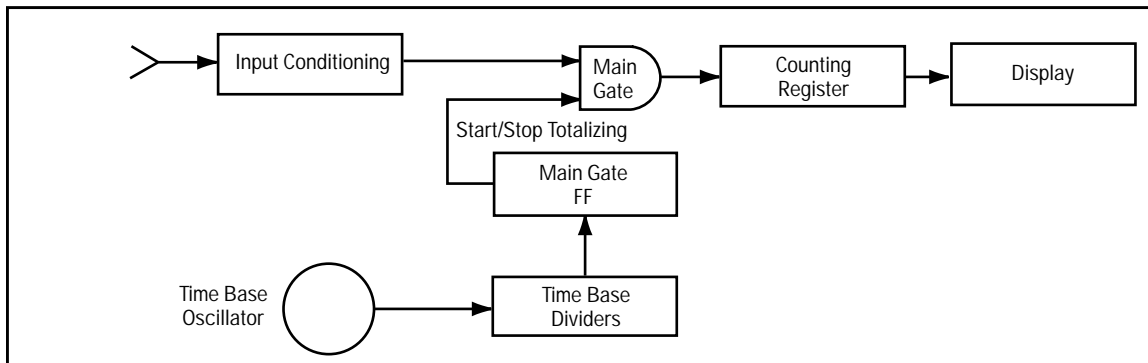 Input Conditioning
Main
Gate
Counting
Register
Display
Start/Stop Totalizing
Main Gate
FF
Time Base
Oscillator
Time Base
Dividers